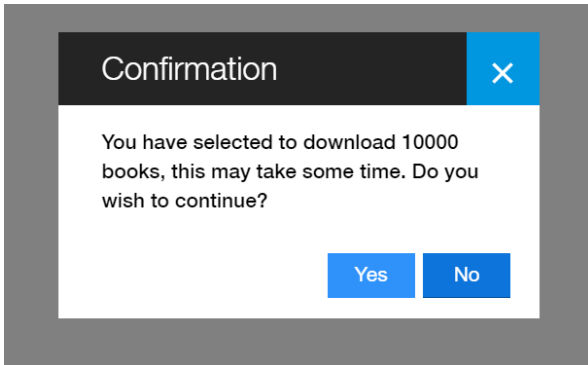 Confirmation
×
You have selected to download 10000
books, this may take some time. Do you
wish to continue?
Yes No